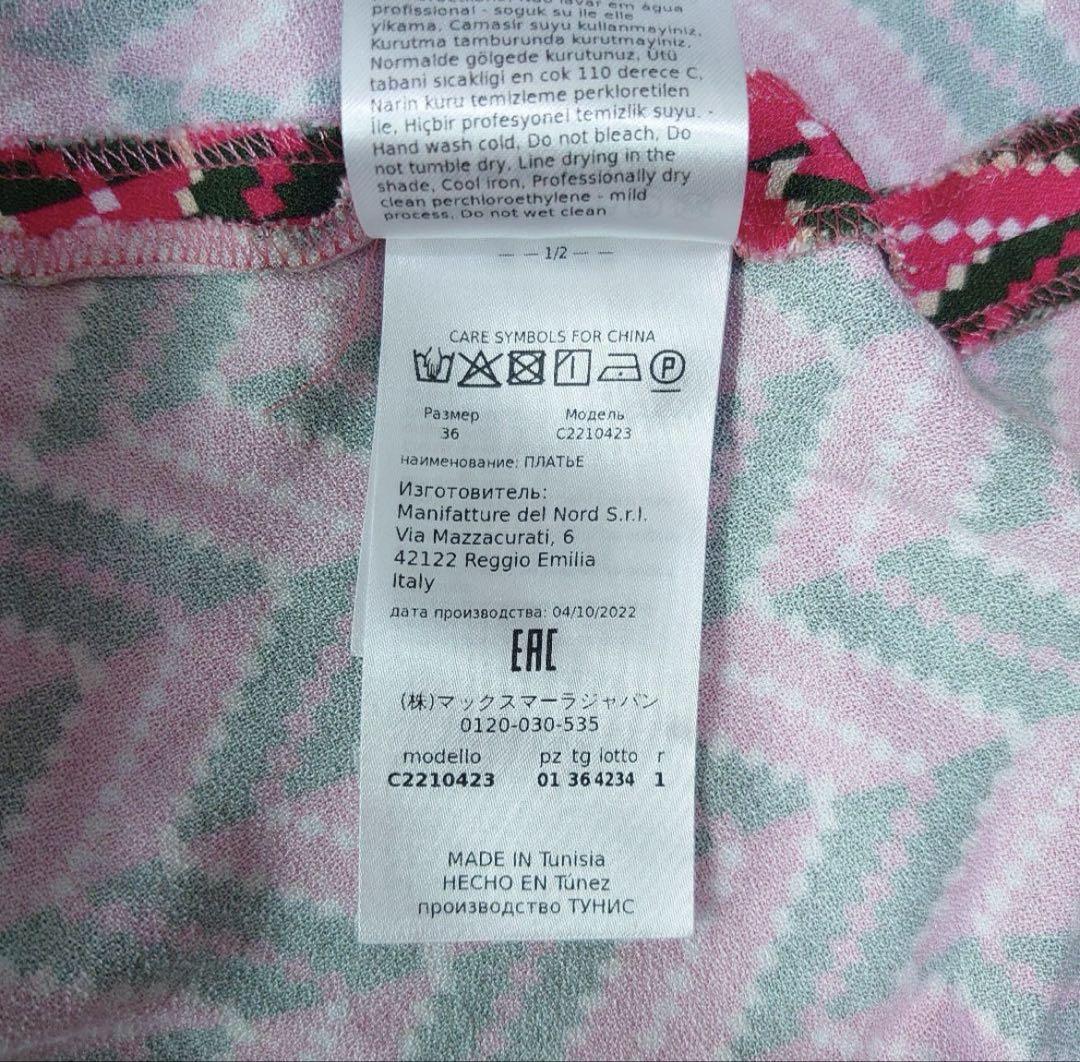 lavar em água
profissional - soguk su ile elle
yikama, Camasir suyu kullanmayiniz,
Kurutma tamburunda kurutmayiniz,
Normalde gölgede kurutunuz, Ütü
tabani sicakligi en cok 110 derece C,
Narin kuru temizleme perkloretilen
ile, Hiçbir profesyonel temizlik suyu. -
Hand wash cold, Do not bleach, Do
not tumble dry, Line drying in the
shade, Cool iron, Professionally dry
clean perchloroethylene - mild
process, Do not wet clean
— — 1/2 — —
CARE SYMBOLS FOR CHINA
P
Размер Модель
36 C2210423
наименование: ПЛАТЬЕ
Изготовитель:
Manifatture del Nord S.r.l.
Via Mazzacurati, 6
42122 Reggio Emilia
Italy
дата производства: 04/10/2022
EAC
(株)マックスマーラジャパン
0120-030-535
modello pz tg lotto r
C2210423 01 36 4234 1
MADE IN Tunisia
HECHO EN Túnez
производство ТУНИС